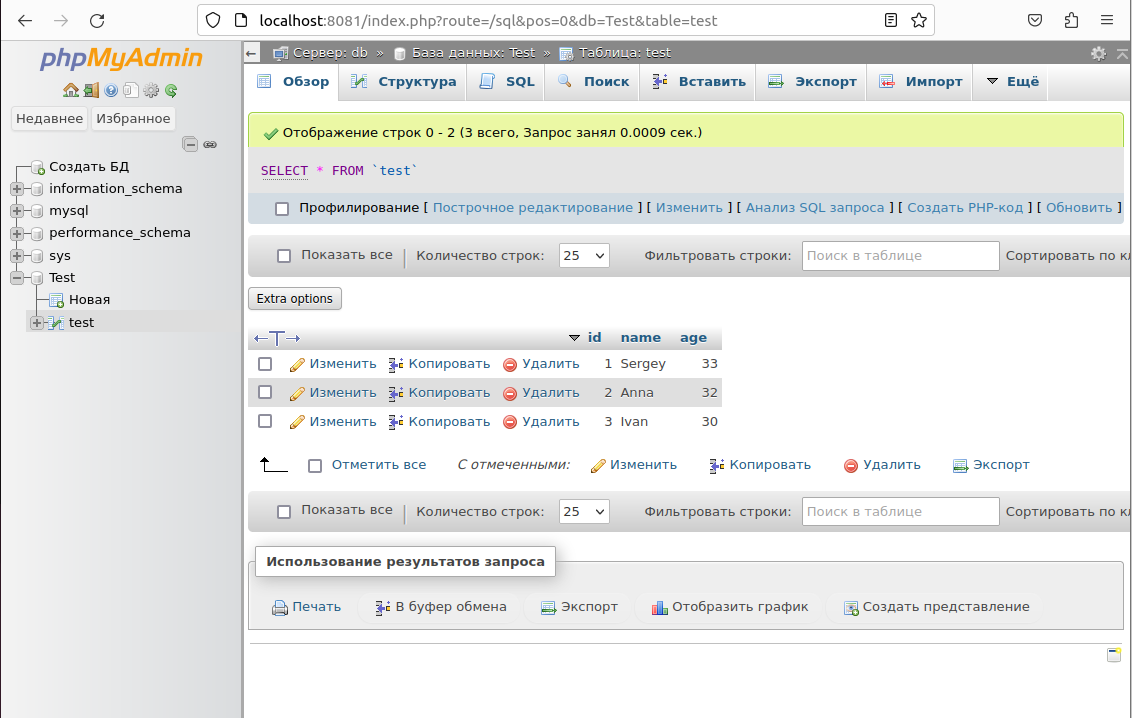 localhost:8081/index.php?route=/sql&pos=0&db=Test&table=test
phpMyAdmin
Недавнее Избранное
Создать БД
information_schema
mysql
performance_schema
sys
Test
Новая
test
Сервер: db » База данных: Test » Таблица: test
Обзор Структура SQL Поиск Вставить Экспорт Импорт Ещё
Отображение строк 0 - 2 (3 всего, Запрос занял 0.0009 сек.)
SELECT * FROM `test`
Профилирование [ Построчное редактирование ] [ Изменить ] [ Анализ SQL запроса ] [ Создать PHP-код ] [ Обновить ]
Показать все | Количество строк: 25 Фильтровать строки: Поиск в таблице Сортировать по
Extra options
←T→ id name age
Изменить Копировать Удалить 1 Sergey 33
Изменить Копировать Удалить 2 Anna 32
Изменить Копировать Удалить 3 Ivan 30
Отметить все С отмеченными: Изменить Копировать Удалить Экспорт
Показать все | Количество строк: 25 Фильтровать строки: Поиск в таблице Сортировать по
Использование результатов запроса
Печать В буфер обмена Экспорт Отобразить график Создать представление